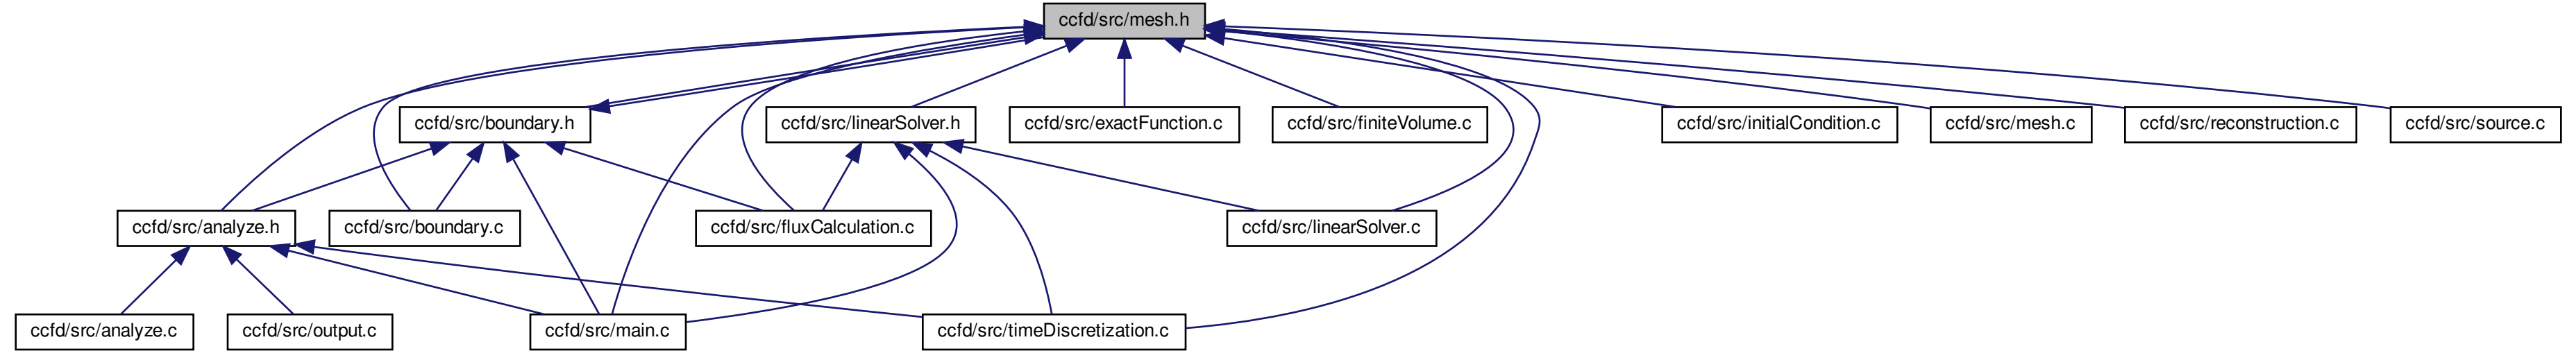 ccfd/src/mesh.h
ccfd/src/boundary.h
ccfd/src/linearSolver.h
ccfd/src/exactFunction.c
ccfd/src/finiteVolume.c
ccfd/src/initialCondition.c
ccfd/src/mesh.c
ccfd/src/reconstruction.c
ccfd/src/source.c
ccfd/src/analyze.h
ccfd/src/boundary.c
ccfd/src/fluxCalculation.c
ccfd/src/linearSolver.c
ccfd/src/analyze.c
ccfd/src/output.c
ccfd/src/main.c
ccfd/src/timeDiscretization.c